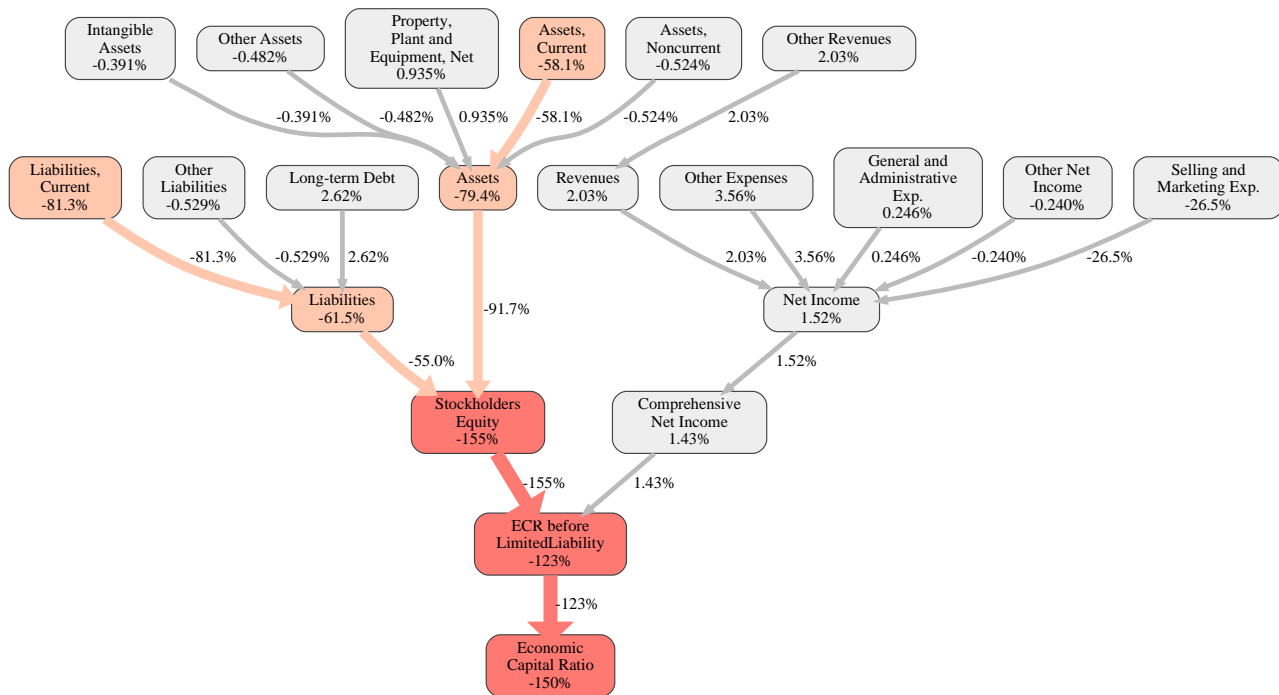 Intangible
Assets
-0.391%
Other Assets
-0.482%
Property,
Plant and
Equipment, Net
0.935%
Assets,
Current
-58.1%
Assets,
Noncurrent
-0.524%
Other Revenues
2.03%
-0.391%
-0.482%
0.935%
-58.1%
-0.524%
2.03%
Liabilities,
Current
-81.3%
Other
Liabilities
-0.529%
Long-term Debt
2.62%
Assets
-79.4%
Revenues
2.03%
Other Expenses
3.56%
General and
Administrative
Exp.
0.246%
Other Net
Income
-0.240%
Selling and
Marketing Exp.
-26.5%
-81.3%
-0.529%
2.62%
-91.7%
2.03%
3.56%
0.246%
-0.240%
-26.5%
Liabilities
-61.5%
Net Income
1.52%
-55.0%
1.52%
Stockholders
Equity
-155%
Comprehensive
Net Income
1.43%
-155%
1.43%
ECR before
LimitedLiability
-123%
-123%
Economic
Capital Ratio
-150%